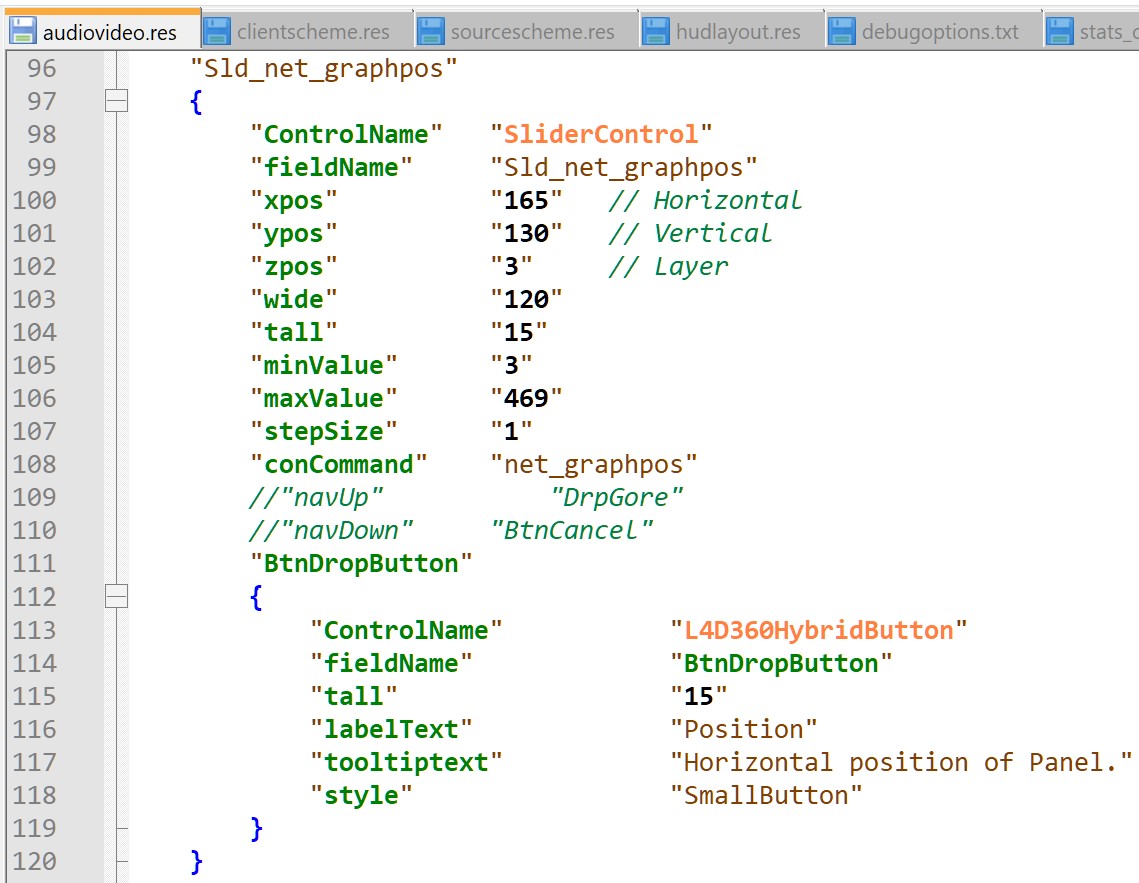 audiovideo.res clientscheme.res sourcescheme.res hudlayout.res debugoptions.txt
96 "Sld_net_graphpos"
97 {
98 "ControlName" "SliderControl"
99 "fieldName" "Sld_net_graphpos"
100 "xpos" "165" // Horizontal
101 "ypos" "130" // Vertical
102 "zpos" "3" // Layer
103 "wide" "120"
104 "tall" "15"
105 "minValue" "3"
106 "maxValue" "469"
107 "stepSize" "1"
108 "conCommand" "net_graphpos"
109 //"navUp" "DrpGore"
110 //"navDown" "BtnCancel"
111 "BtnDropButton"
112 {
113 "ControlName" "L4D360HybridButton"
114 "fieldName" "BtnDropButton"
115 "tall" "15"
116 "labelText" "Position"
117 "tooltiptext" "Horizontal position of Panel."
118 "style" "SmallButton"
119 }
120 }